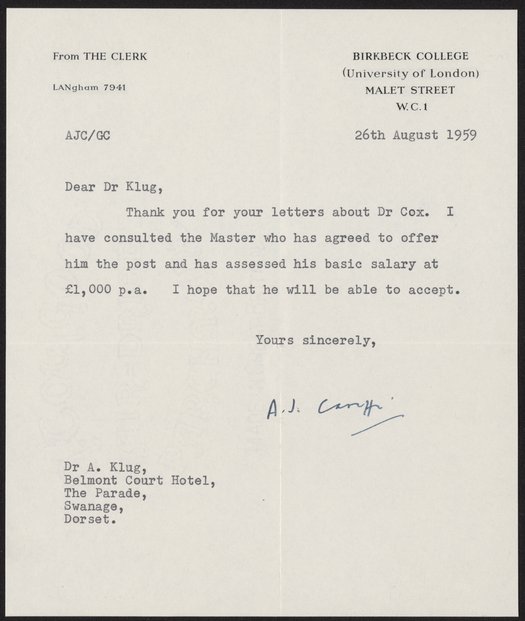 From THE CLERK
LANgham 7941
BIRKBECK COLLEGE
(University of London)
MALET STREET
W.C.1
AJC/GC
26th August 1959
Dear Dr Klug,
Thank you for your letters about Dr Cox. I
have consulted the Master who has agreed to offer
him the post and has assessed his basic salary at
£1,000 p.a. I hope that he will be able to accept.
Yours sincerely,
A.J.
Dr A. Klug,
Belmont Court Hotel,
The Parade,
Swanage,
Dorset.